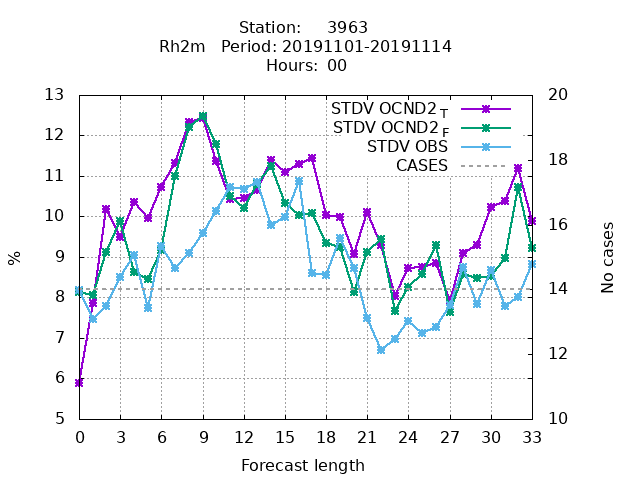 Station: 3963
Rh2m Period: 20191101-20191114
Hours: 00
STDV OCND2 T
STDV OCND2 F
STDV OBS
CASES
13
12
11
10
9
8
7
6
5
%
20
18
16
14
12
10
No cases
0 3 6 9 12 15 18 21 24 27 30 33
Forecast length